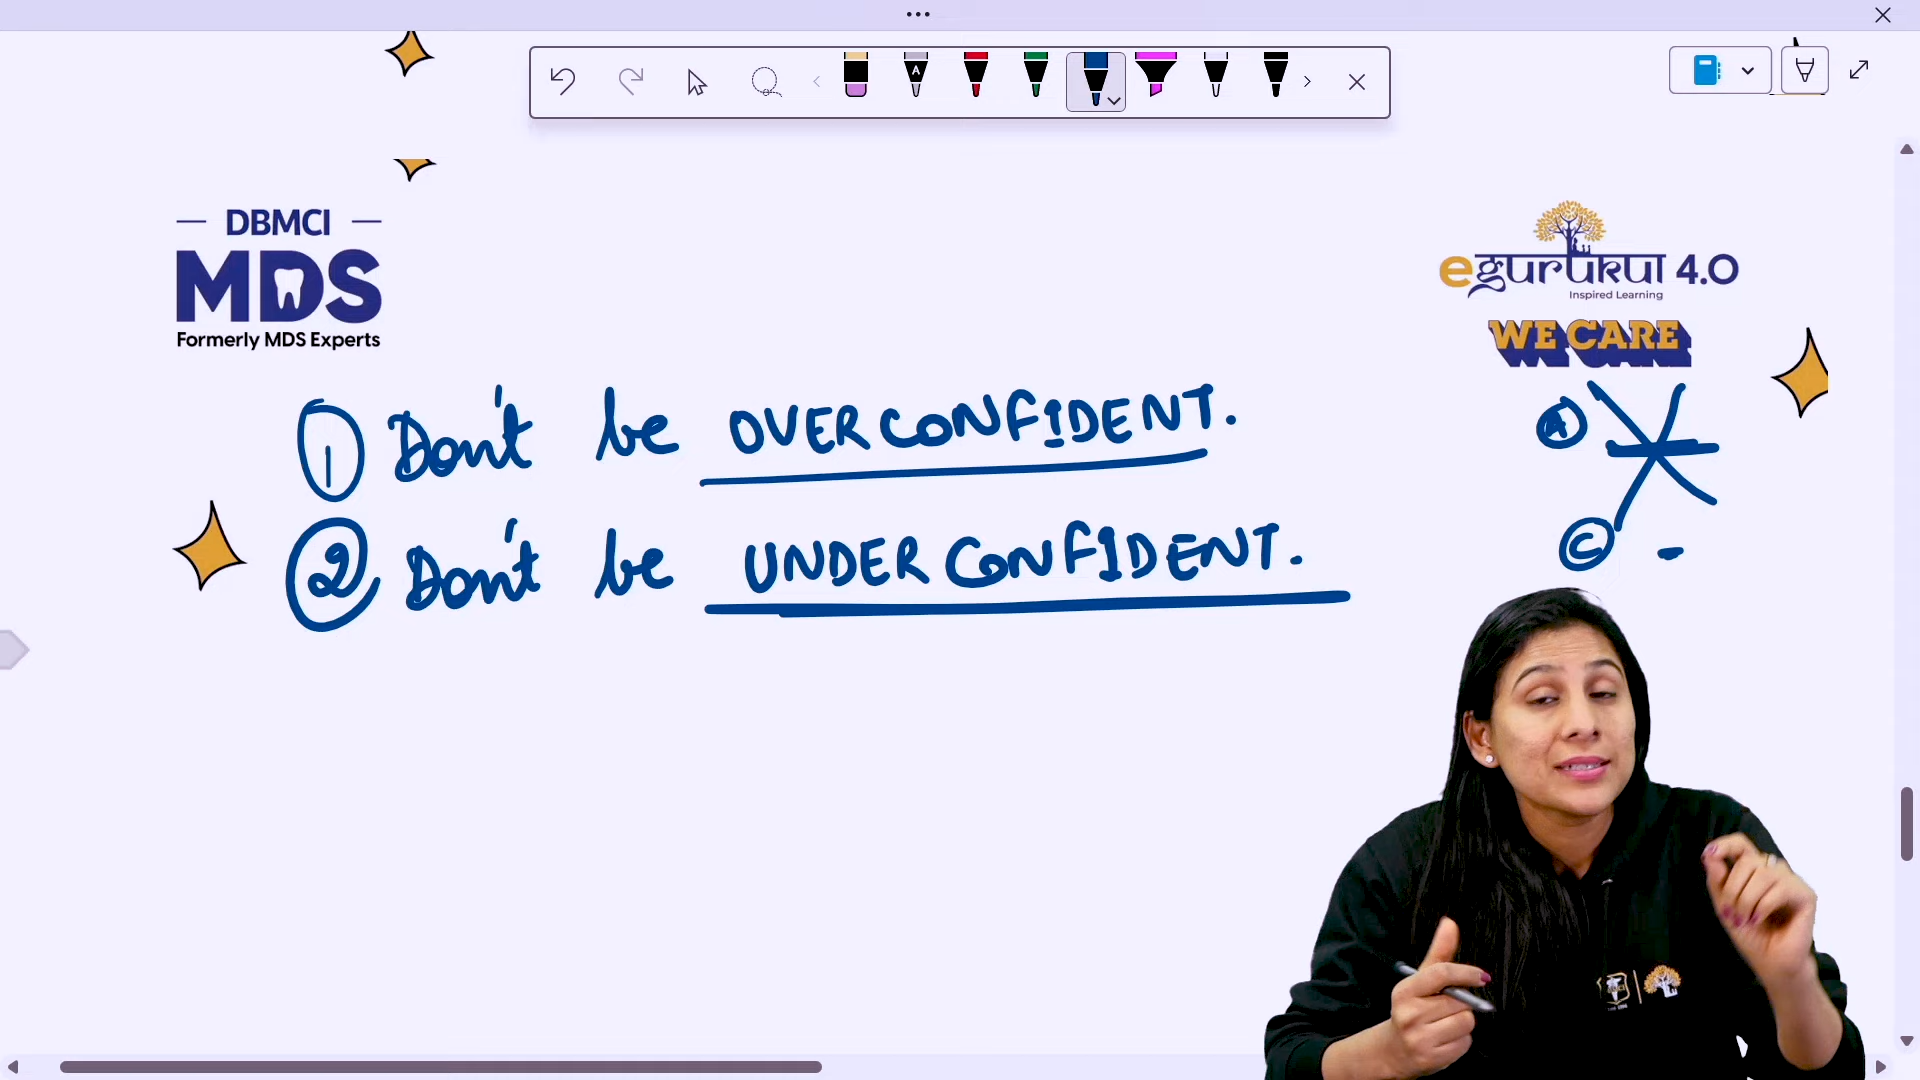 DBMCI
MDS
Formerly MDS Experts
eGurukul 4.0
Inspired Learning
WE CARE
① Don't be OVERCONFIDENT.
② Don't be UNDERCONFIDENT.
Ⓐ
Ⓒ -
A